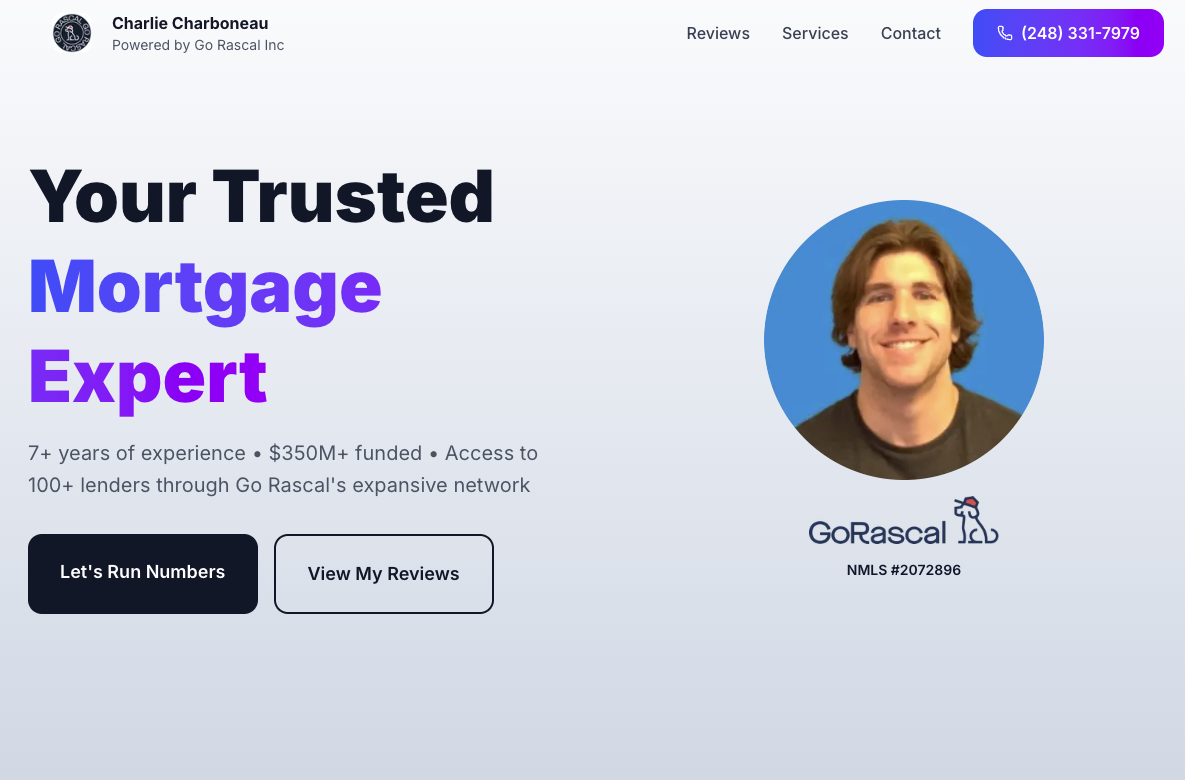 Charlie Charboneau
Powered by Go Rascal Inc
Reviews
Services
Contact
(248) 331-7979
Your Trusted
Mortgage
Expert
7+ years of experience • $350M+ funded • Access to
100+ lenders through Go Rascal's expansive network
Let's Run Numbers
View My Reviews
GoRascal
NMLS #2072896